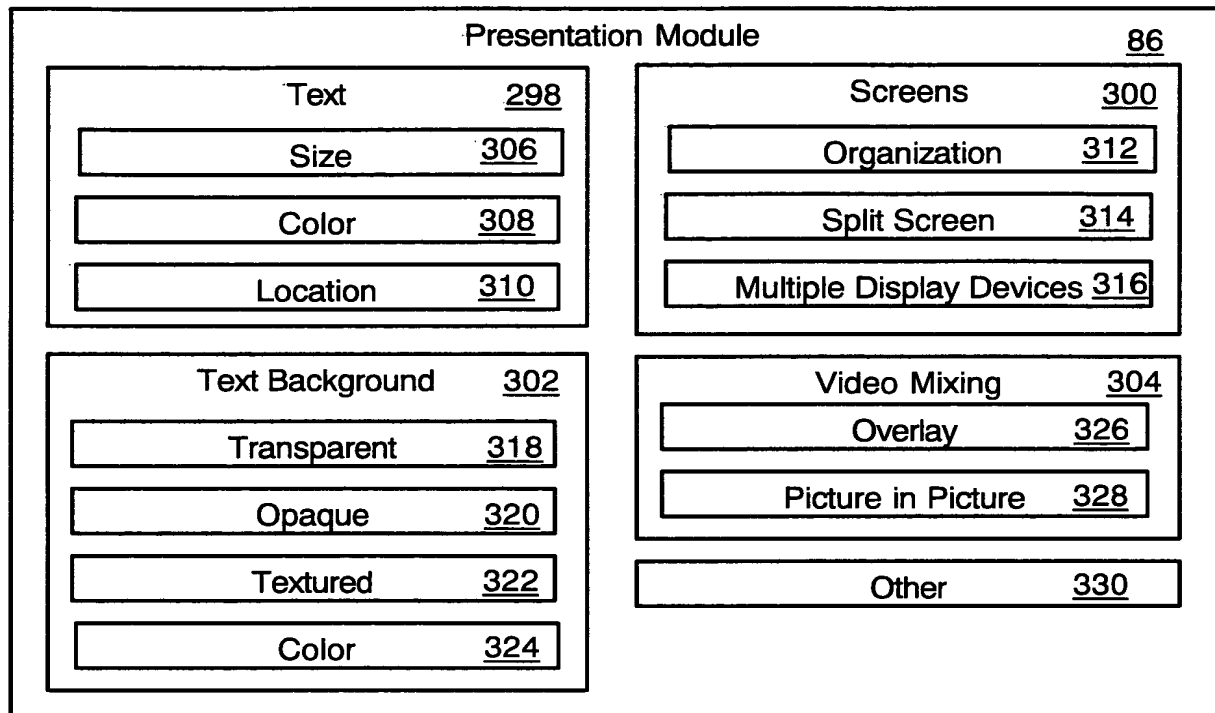 Presentation Module 86
Text 298
Size 306
Color 308
Location 310
Screens 300
Organization 312
Split Screen 314
Multiple Display Devices 316
Text Background 302
Transparent 318
Opaque 320
Textured 322
Color 324
Video Mixing 304
Overlay 326
Picture in Picture 328
Other 330